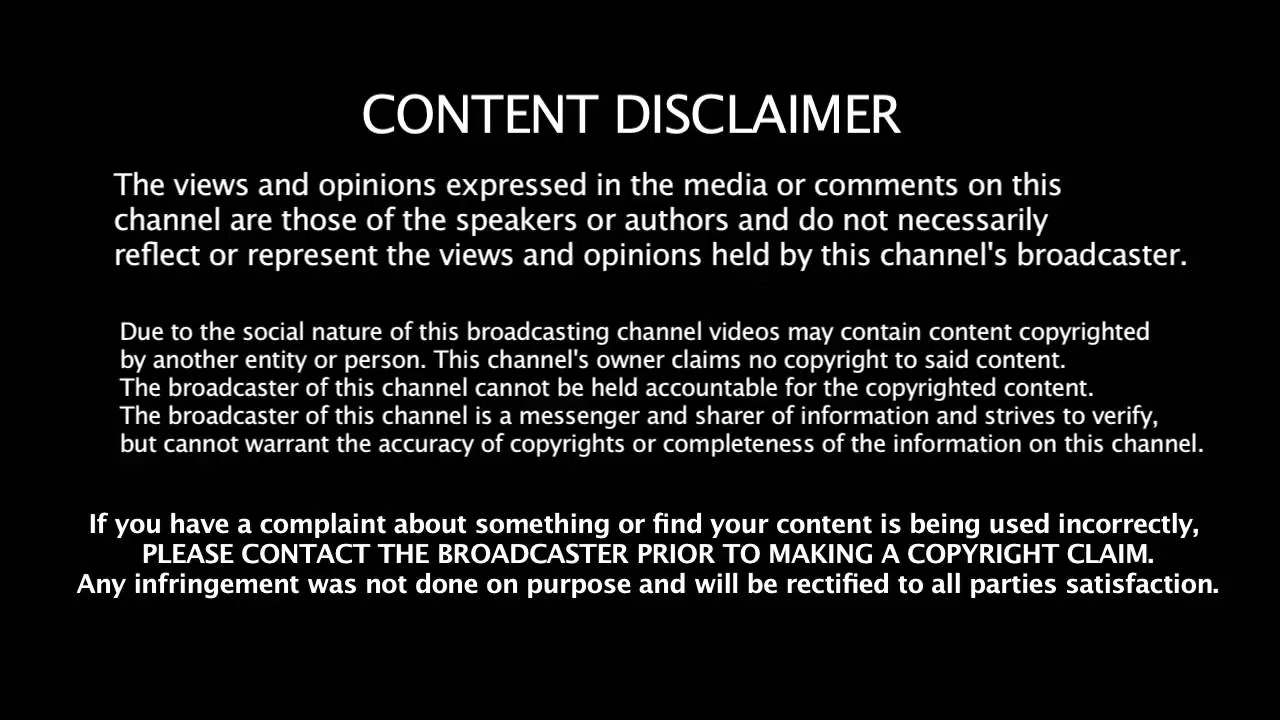 CONTENT DISCLAIMER
The views and opinions expressed in the media or comments on this
channel are those of the speakers or authors and do not necessarily
reflect or represent the views and opinions held by this channel's broadcaster.
Due to the social nature of this broadcasting channel videos may contain content copyrighted
by another entity or person. This channel's owner claims no copyright to said content.
The broadcaster of this channel cannot be held accountable for the copyrighted content.
The broadcaster of this channel is a messenger and sharer of information and strives to verify,
but cannot warrant the accuracy of copyrights or completeness of the information on this channel.
If you have a complaint about something or find your content is being used incorrectly,
PLEASE CONTACT THE BROADCASTER PRIOR TO MAKING A COPYRIGHT CLAIM.
Any infringement was not done on purpose and will be rectified to all parties satisfaction.